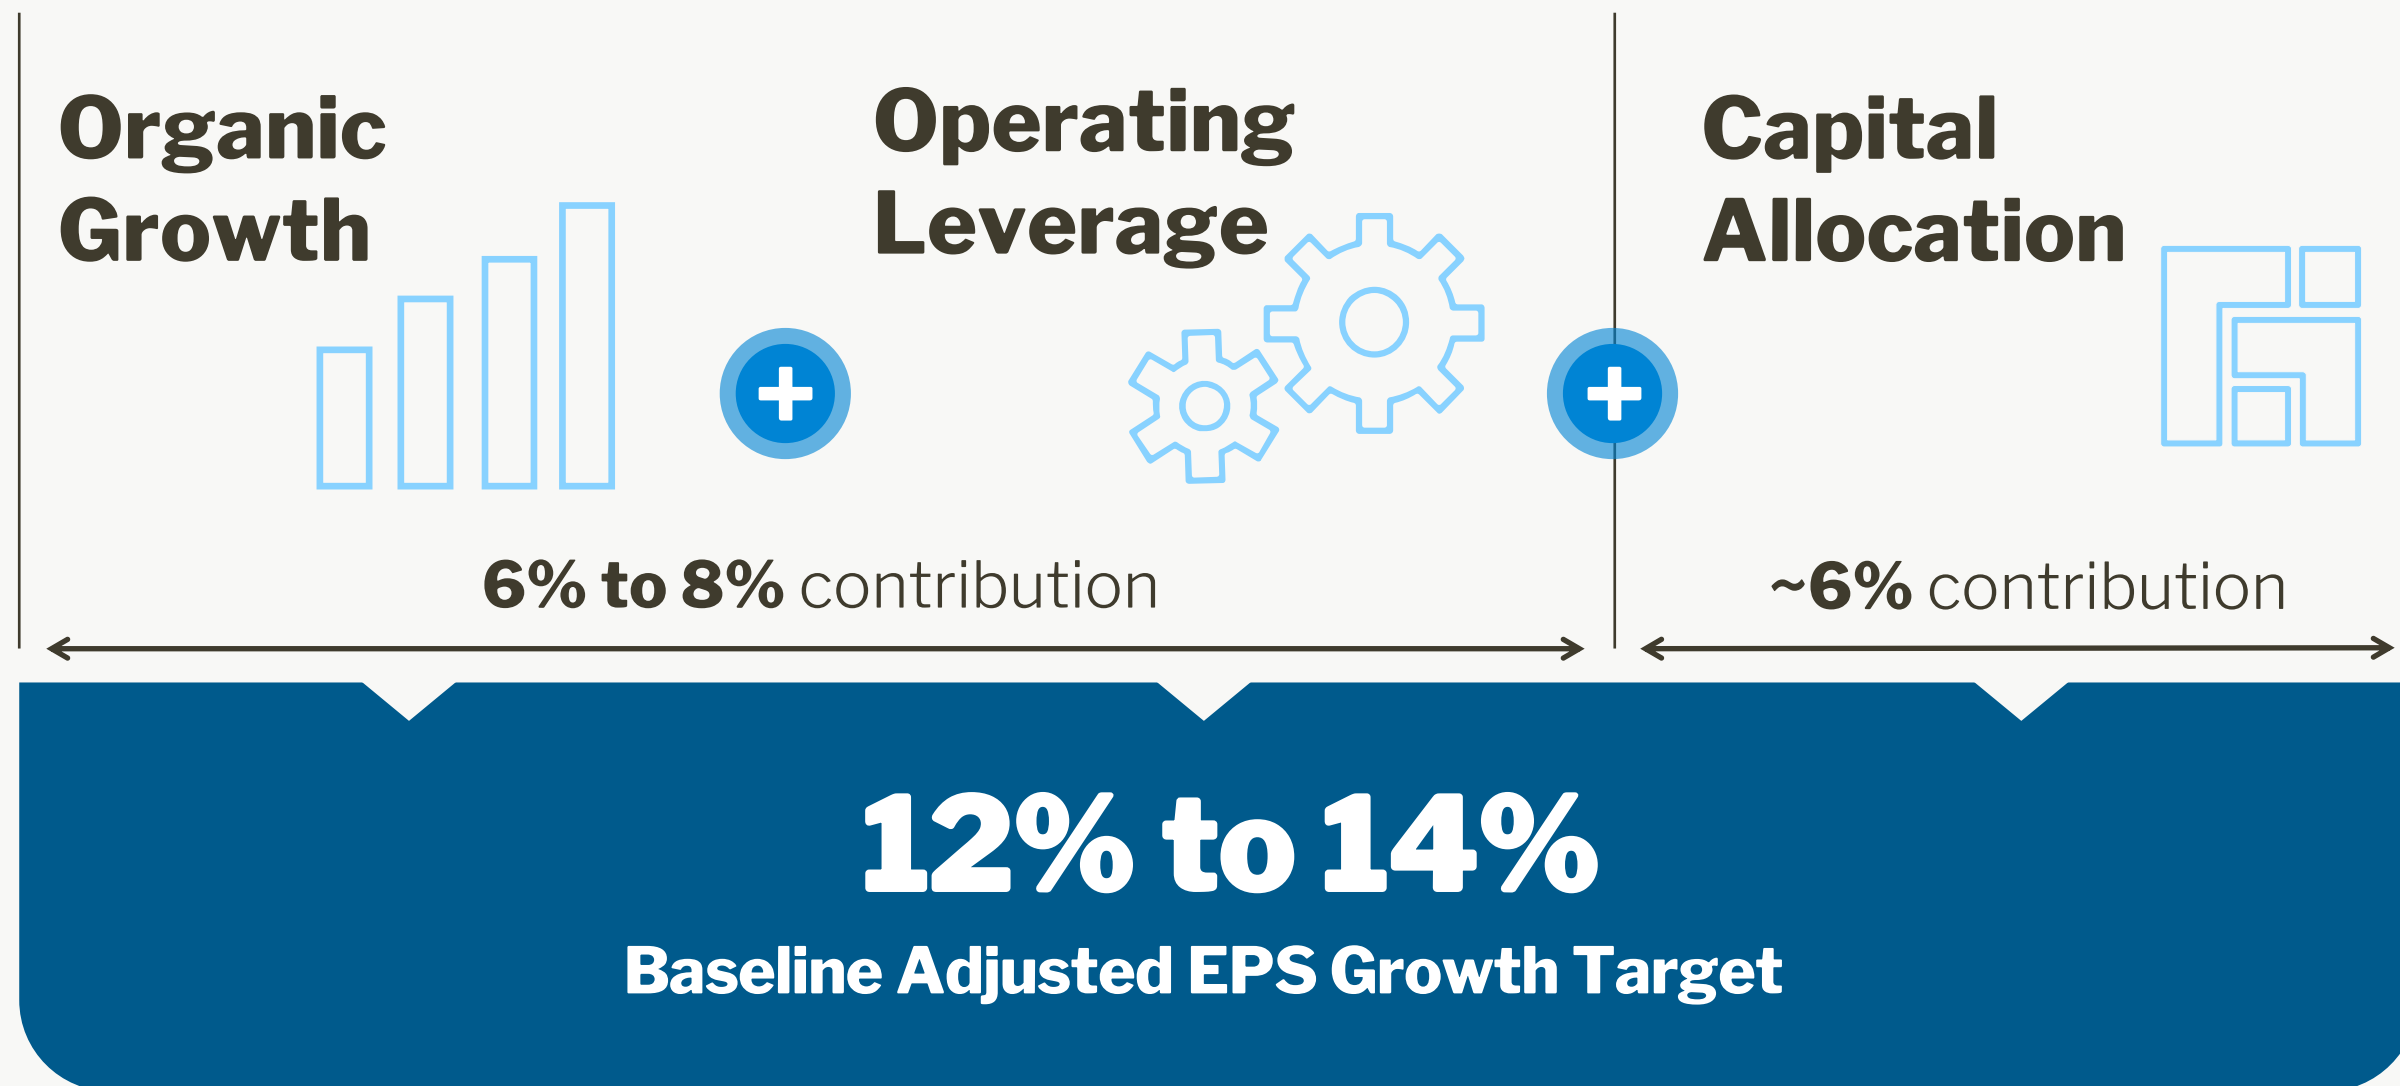 Organic
Growth
Operating
Leverage
Capital
Allocation
6% to 8% contribution
~6% contribution
12% to 14%
Baseline Adjusted EPS Growth Target